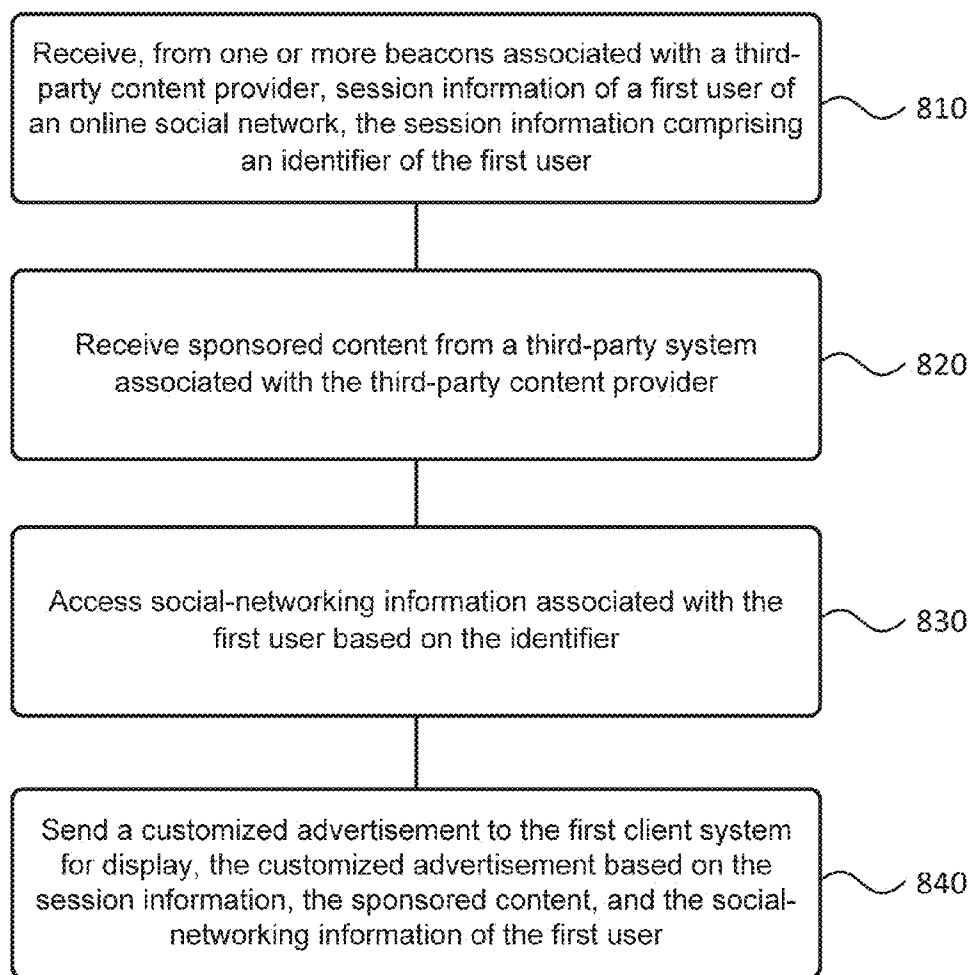 Receive, from one or more beacons associated with a third-
party content provider, session information of a first user of
an online social network, the session information comprising
an identifier of the first user
810
Receive sponsored content from a third-party system
associated with the third-party content provider
820
Access social-networking information associated with the
first user based on the identifier
830
Send a customized advertisement to the first client system
for display, the customized advertisement based on the
session information, the sponsored content, and the social-
networking information of the first user
840